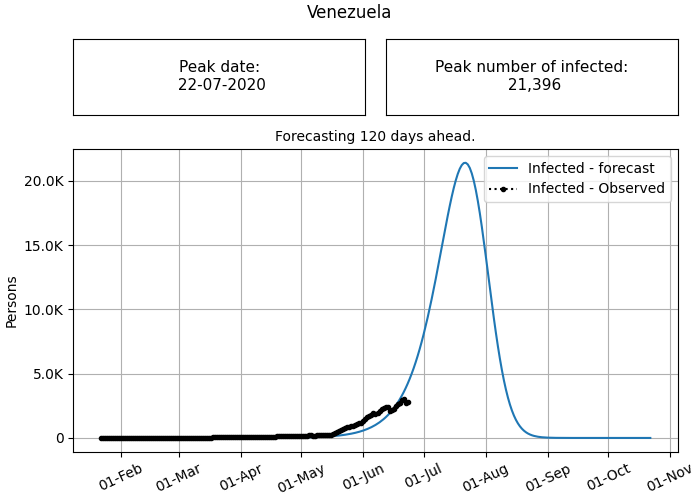 Venezuela
Peak date:
22-07-2020
Peak number of infected:
21,396
Forecasting 120 days ahead.
Infected - forecast
Infected - Observed
20.0K
15.0K
10.0K
5.0K
0
Persons
01-Feb
01-Mar
01-Apr
01-May
01-Jun
01-Jul
01-Aug
01-Sep
01-Oct
01-Nov